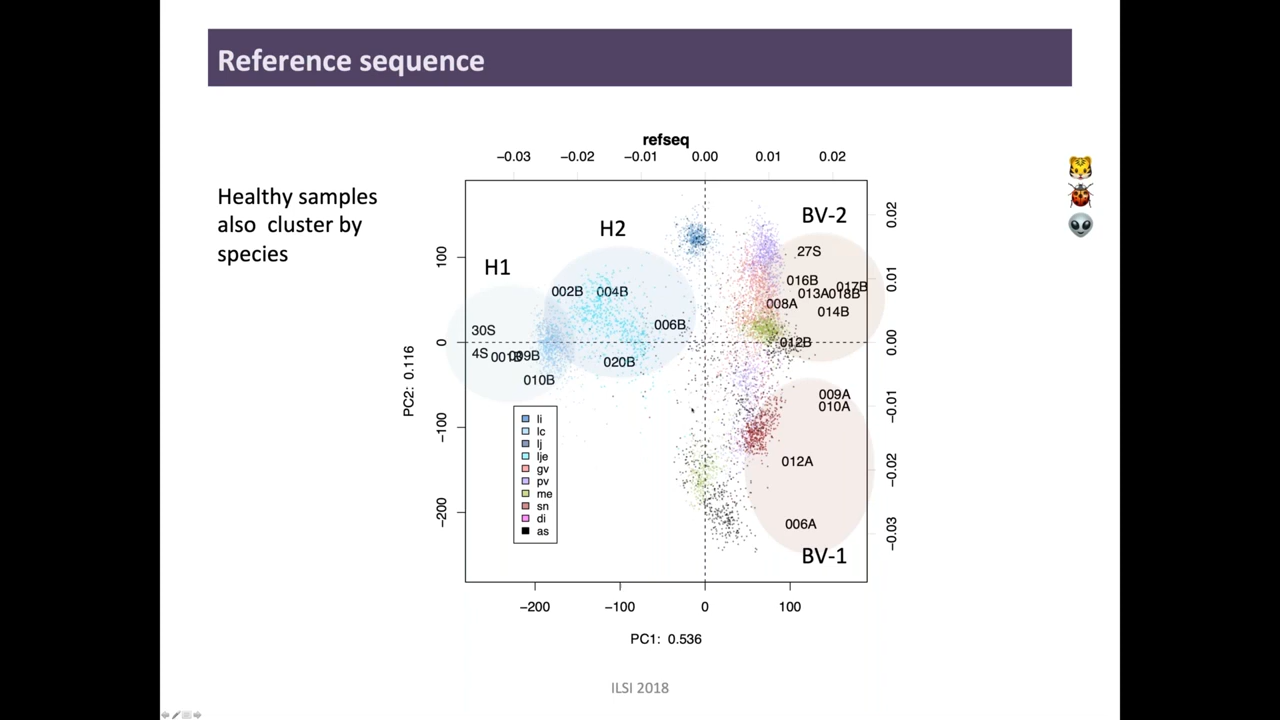 Reference sequence
Healthy samples
also cluster by
species
refseq
−0.03 −0.02 −0.01 0.00 0.01 0.02
H1
H2
BV-2
BV-1
27S
016B
017B
013A
018B
008A
014B
012B
002B
004B
006B
020B
30S
4S
001B
009B
010B
009A
010A
012A
006A
100
0
−100
−200
0.02
0.01
0.00
−0.01
−0.02
−0.03
PC2: 0.116
li
lc
lj
lje
gv
pv
me
sn
di
as
−200 −100 0 100
PC1: 0.536
ILSI 2018